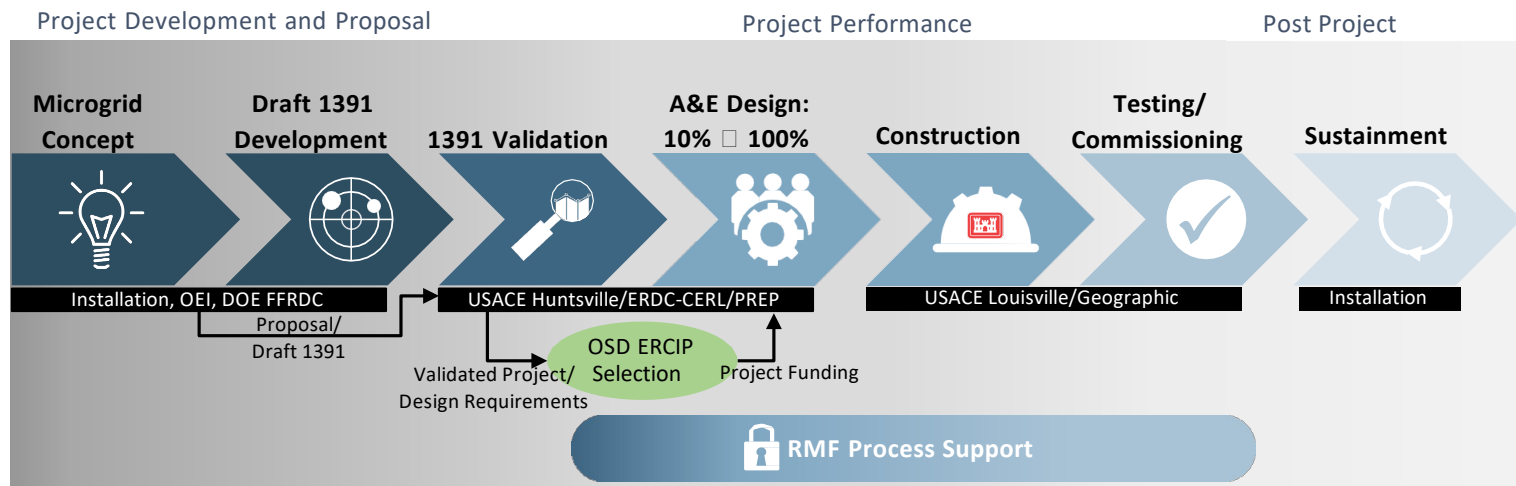 Project Development and Proposal
Project Performance
Post Project
Microgrid
Concept
Draft 1391
Development
1391 Validation
A&E Design:
10% □ 100%
Construction
Testing/
Commissioning
Sustainment
Installation, OEI, DOE FFRDC
USACE Huntsville/ERDC-CERL/PREP
USACE Louisville/Geographic
Installation
Proposal/
Draft 1391
Validated Project/
Design Requirements
OSD ERCIP
Selection
Project Funding
RMF Process Support